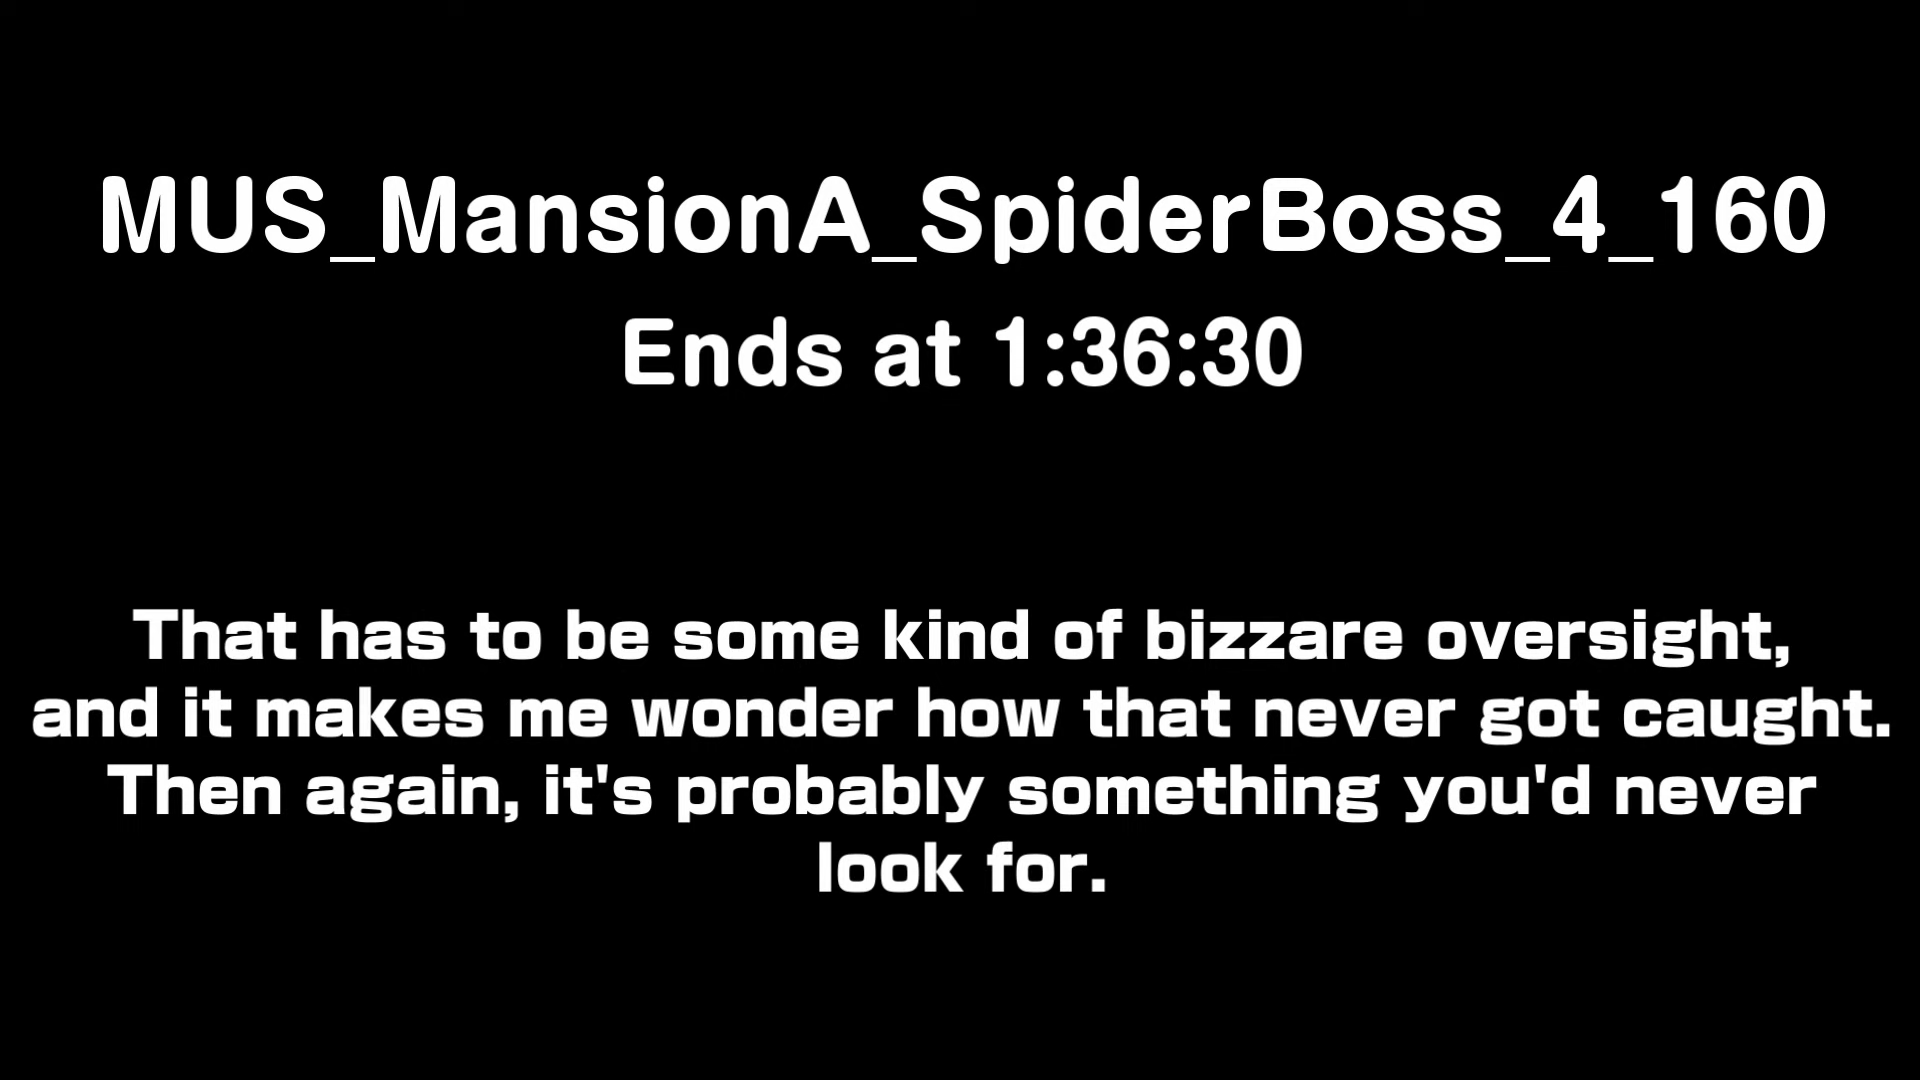 MUS_MansionA_SpiderBoss_4_160
Ends at 1:36:30
That has to be some kind of bizzare oversight,
and it makes me wonder how that never got caught.
Then again, it's probably something you'd never
look for.